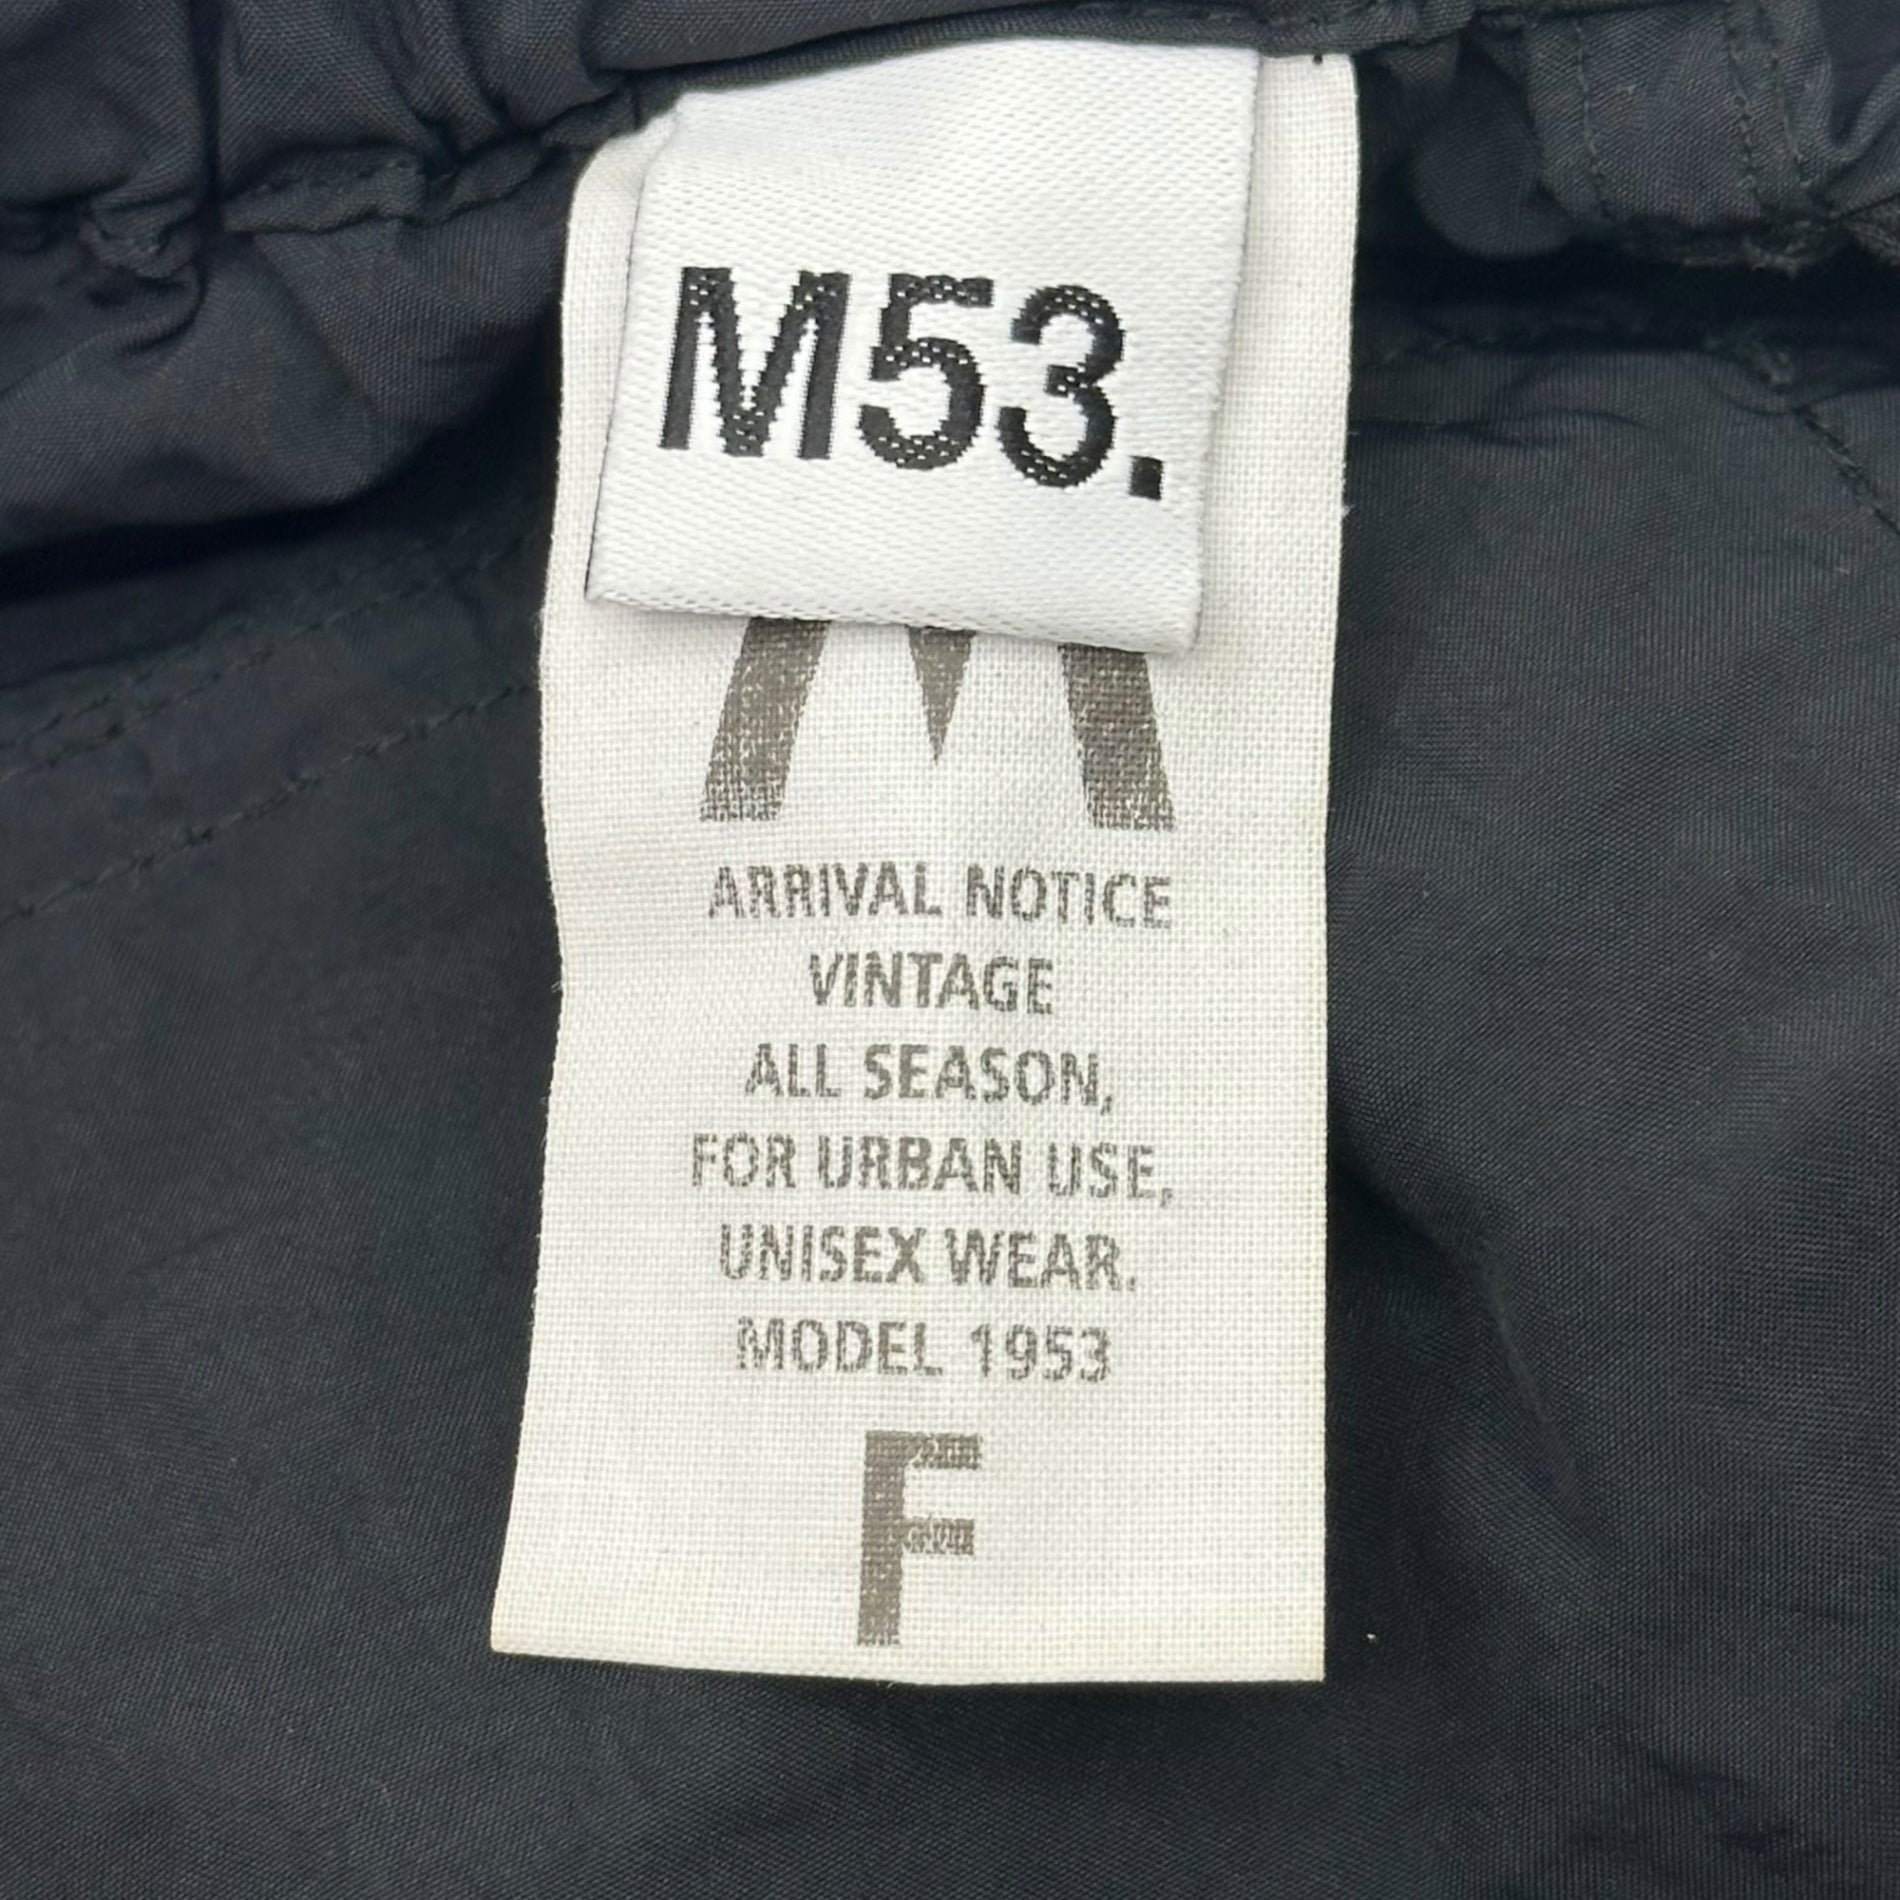 M53.
M
ARRIVAL NOTICE
VINTAGE
ALL SEASON,
FOR URBAN USE,
UNISEX WEAR.
MODEL 1953
F